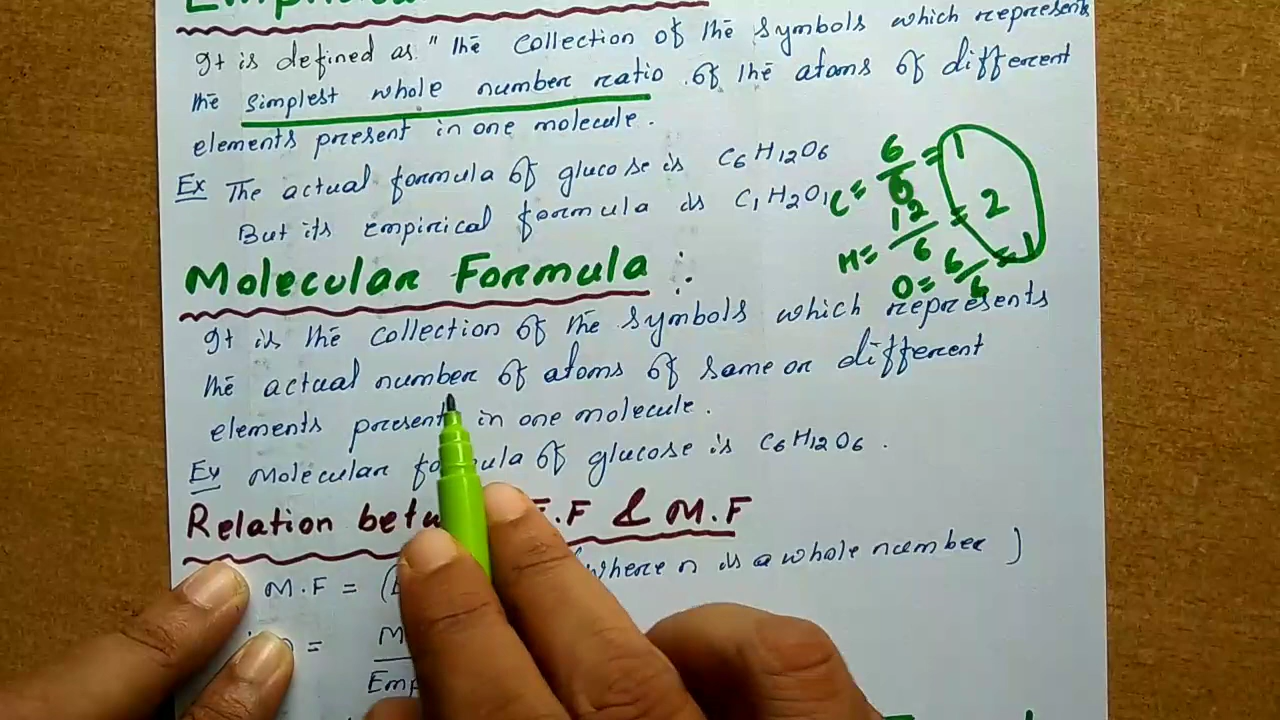 It is defined as "the collection of the symbols which represents
the simplest whole number ratio of the atoms of different
elements present in one molecule.
Ex The actual formula of glucose is C6H12O6
But its empirical formula is C1H2O1
C = 6/6 = 1
H = 12/6 = 2
O = 6/6 = 1
Molecular Formula :
It is the collection of the symbols which represents
the actual number of atoms of same or different
elements present in one molecule.
Ex Molecular formula of glucose is C6H12O6 .
Relation E.F & M.F
M.F = ( where n is a whole number )
=